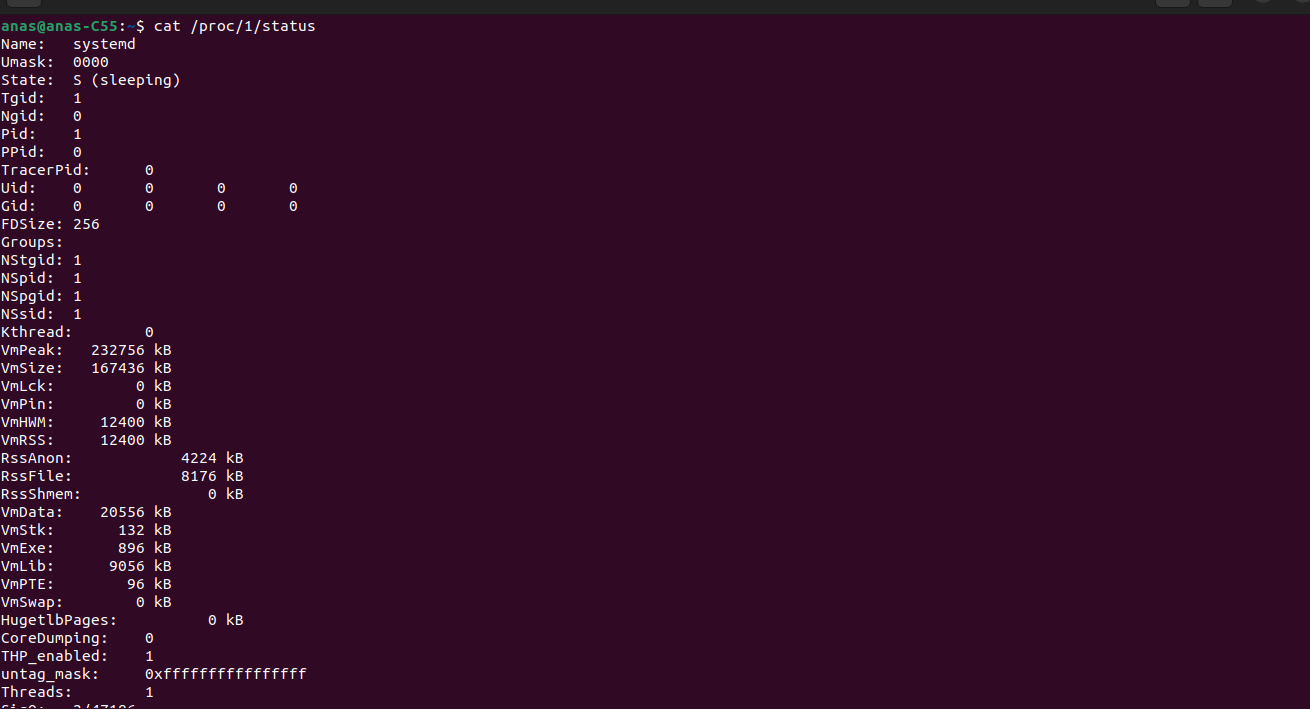 anas@anas-C55:~$ cat /proc/1/status
Name:   systemd
Umask:  0000
State:  S (sleeping)
Tgid:   1
Ngid:   0
Pid:    1
PPid:   0
TracerPid:      0
Uid:    0       0       0       0
Gid:    0       0       0       0
FDSize: 256
Groups:
NStgid: 1
NSpid:  1
NSpgid: 1
NSsid:  1
Kthread:        0
VmPeak:   232756 kB
VmSize:   167436 kB
VmLck:         0 kB
VmPin:         0 kB
VmHWM:     12400 kB
VmRSS:     12400 kB
RssAnon:            4224 kB
RssFile:            8176 kB
RssShmem:              0 kB
VmData:    20556 kB
VmStk:       132 kB
VmExe:       896 kB
VmLib:      9056 kB
VmPTE:        96 kB
VmSwap:        0 kB
HugetlbPages:          0 kB
CoreDumping:    0
THP_enabled:    1
untag_mask:     0xffffffffffffffff
Threads:        1